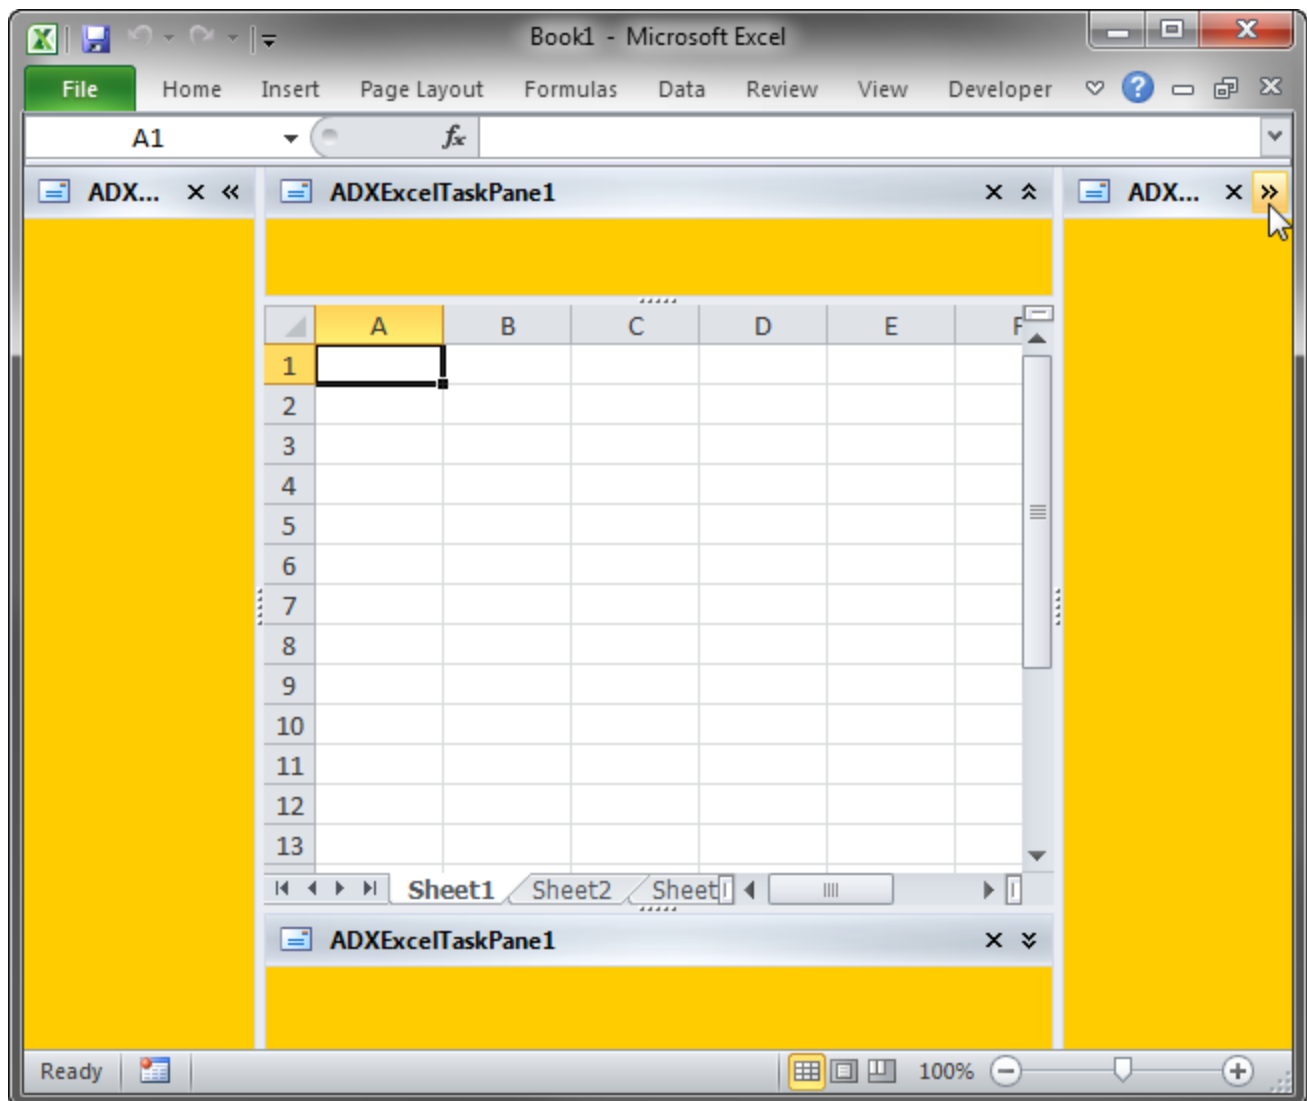 Book1 - Microsoft Excel
File Home Insert Page Layout Formulas Data Review View Developer
A1 fx
ADX... ADXExcelTaskPane1 ADX...
A B C D E F
1
2
3
4
5
6
7
8
9
10
11
12
13
Sheet1 Sheet2 Sheet
ADXExcelTaskPane1
Ready 100%